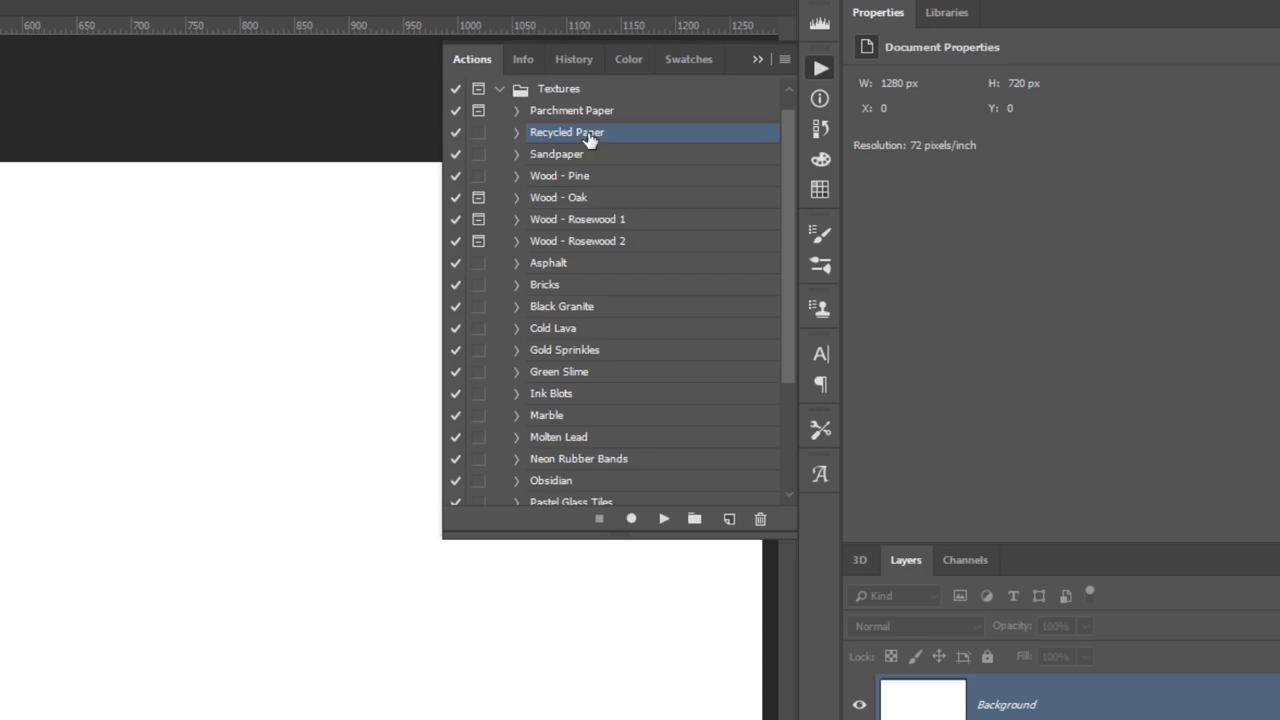 600 650 700 750 800 850 900 950 1000 1050 1100 1150 1200 1250
Properties Libraries
Document Properties
W: 1280 px H: 720 px
X: 0 Y: 0
Resolution: 72 pixels/inch
Actions Info History Color Swatches
Textures
Parchment Paper
Recycled Paper
Sandpaper
Wood - Pine
Wood - Oak
Wood - Rosewood 1
Wood - Rosewood 2
Asphalt
Bricks
Black Granite
Cold Lava
Gold Sprinkles
Green Slime
Ink Blots
Marble
Molten Lead
Neon Rubber Bands
Obsidian
Pastel Glass Tiles
3D Layers Channels
Kind
Normal Opacity: 100%
Lock: Fill: 100%
Background